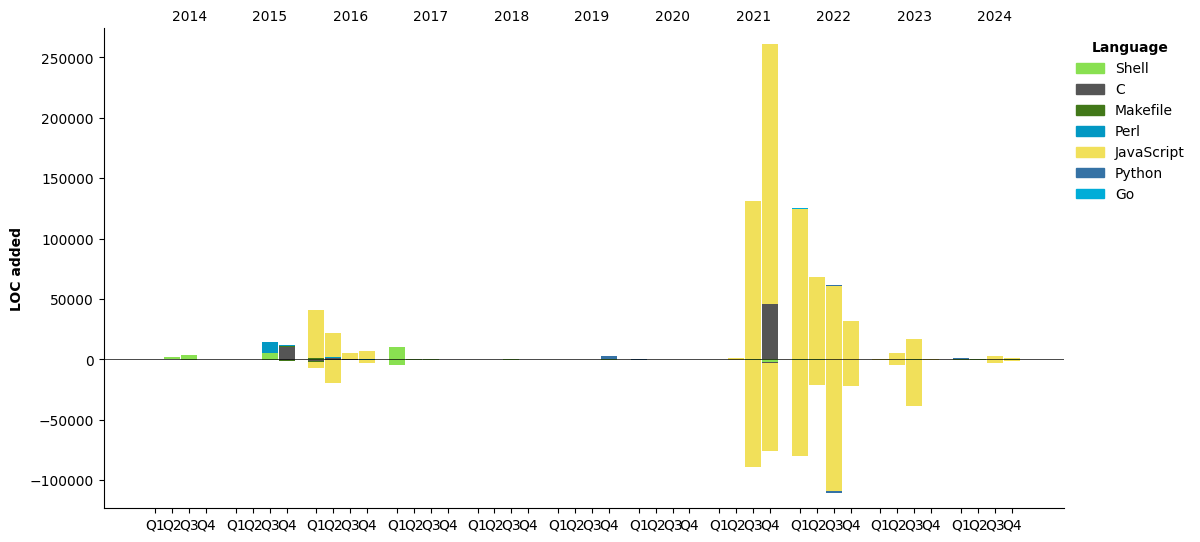 2014 2015 2016 2017 2018 2019 2020 2021 2022 2023 2024
Language
Shell
C
Makefile
Perl
JavaScript
Python
Go
LOC added
250000
200000
150000
100000
50000
0
−50000
−100000
Q1Q2Q3Q4 Q1Q2Q3Q4 Q1Q2Q3Q4 Q1Q2Q3Q4 Q1Q2Q3Q4 Q1Q2Q3Q4 Q1Q2Q3Q4 Q1Q2Q3Q4 Q1Q2Q3Q4 Q1Q2Q3Q4 Q1Q2Q3Q4